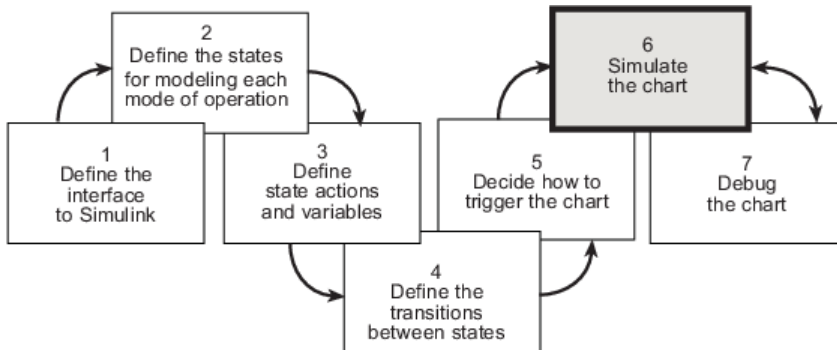 1
Define the
interface
to Simulink
2
Define the states
for modeling each
mode of operation
3
Define
state actions
and variables
4
Define the
transitions
between states
5
Decide how to
trigger the chart
6
Simulate
the chart
7
Debug
the chart